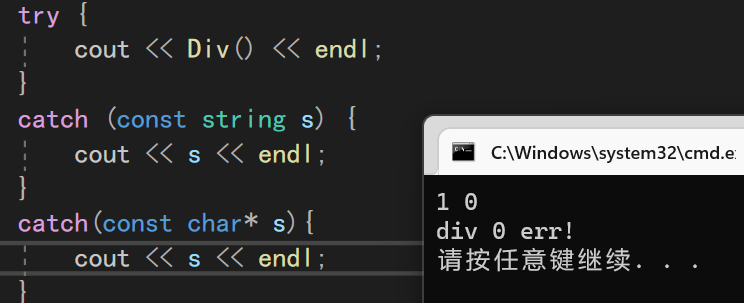 try {
    cout << Div() << endl;
}
catch (const string s) {
    cout << s << endl;
}
catch(const char* s){
    cout << s << endl;
}
C:\Windows\system32\cmd.e
1 0
div 0 err!
请按任意键继续. . .